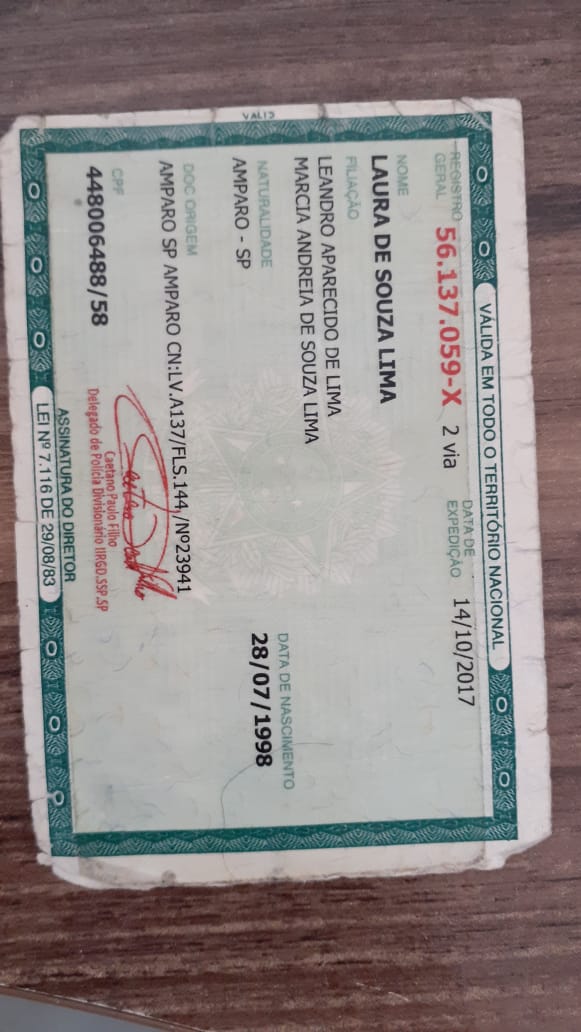 VÁLIDA EM TODO O TERRITÓRIO NACIONAL
REGISTRO GERAL 56.137.059-X 2 via DATA DE EXPEDIÇÃO 14/10/2017
NOME
LAURA DE SOUZA LIMA
FILIAÇÃO
LEANDRO APARECIDO DE LIMA
MARCIA ANDREIA DE SOUZA LIMA
NATURALIDADE DATA DE NASCIMENTO
AMPARO - SP 28/07/1998
DOC ORIGEM
AMPARO SP AMPARO CN:LV.A137/FLS.144,/Nº23941
CPF
448006488/58
Caetano Paulo Filho
Delegado de Polícia Divisionário IIRGD.SSP.SP
ASSINATURA DO DIRETOR
LEI Nº 7.116 DE 29/08/83